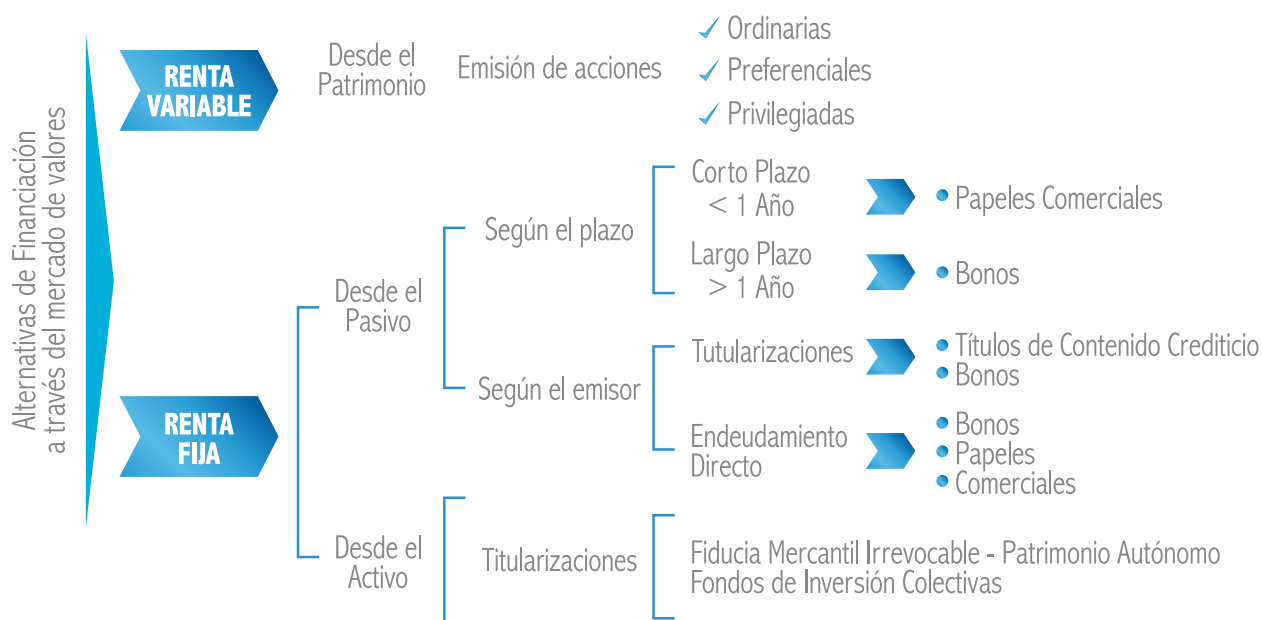 Alternativas de Financiación
a través del mercado de valores
RENTA
VARIABLE
Desde el
Patrimonio
Emisión de acciones
Ordinarias
Preferenciales
Privilegiadas
RENTA
FIJA
Desde el
Pasivo
Según el plazo
Corto Plazo
< 1 Año
Papeles Comerciales
Largo Plazo
> 1 Año
Bonos
Según el emisor
Tutularizaciones
Títulos de Contenido Crediticio
Bonos
Endeudamiento
Directo
Bonos
Papeles
Comerciales
Desde el
Activo
Titularizaciones
Fiducia Mercantil Irrevocable - Patrimonio Autónomo
Fondos de Inversión Colectivas